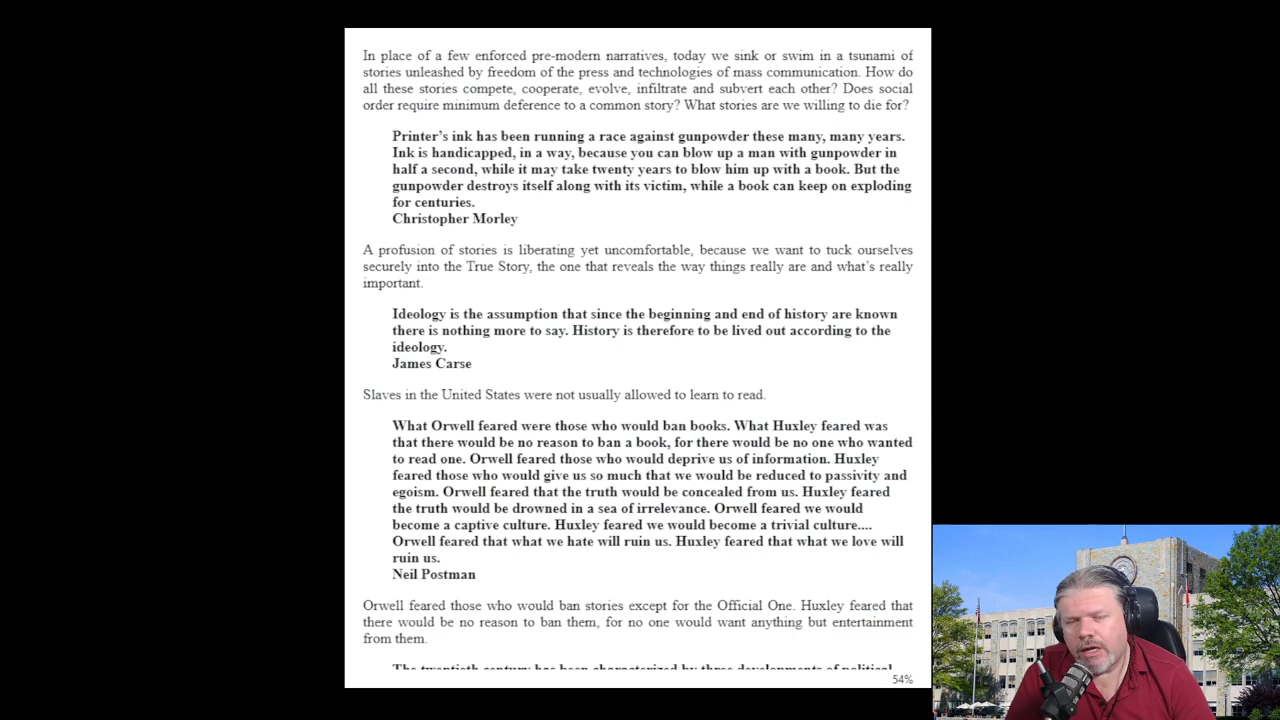 In place of a few enforced pre-modern narratives, today we sink or swim in a tsunami of
stories unleashed by freedom of the press and technologies of mass communication. How do
all these stories compete, cooperate, evolve, infiltrate and subvert each other? Does social
order require minimum deference to a common story? What stories are we willing to die for?
Printer's ink has been running a race against gunpowder these many, many years.
Ink is handicapped, in a way, because you can blow up a man with gunpowder in
half a second, while it may take twenty years to blow him up with a book. But the
gunpowder destroys itself along with its victim, while a book can keep on exploding
for centuries.
Christopher Morley
A profusion of stories is liberating yet uncomfortable, because we want to tuck ourselves
securely into the True Story, the one that reveals the way things really are and what's really
important.
Ideology is the assumption that since the beginning and end of history are known
there is nothing more to say. History is therefore to be lived out according to the
ideology.
James Carse
Slaves in the United States were not usually allowed to learn to read.
What Orwell feared were those who would ban books. What Huxley feared was
that there would be no reason to ban a book, for there would be no one who wanted
to read one. Orwell feared those who would deprive us of information. Huxley
feared those who would give us so much that we would be reduced to passivity and
egoism. Orwell feared that the truth would be concealed from us. Huxley feared
the truth would be drowned in a sea of irrelevance. Orwell feared we would
become a captive culture. Huxley feared we would become a trivial culture....
Orwell feared that what we hate will ruin us. Huxley feared that what we love will
ruin us.
Neil Postman
Orwell feared those who would ban stories except for the Official One. Huxley feared that
there would be no reason to ban them, for no one would want anything but entertainment
from them.
The twentieth century has been characterized by three developments of political
54%